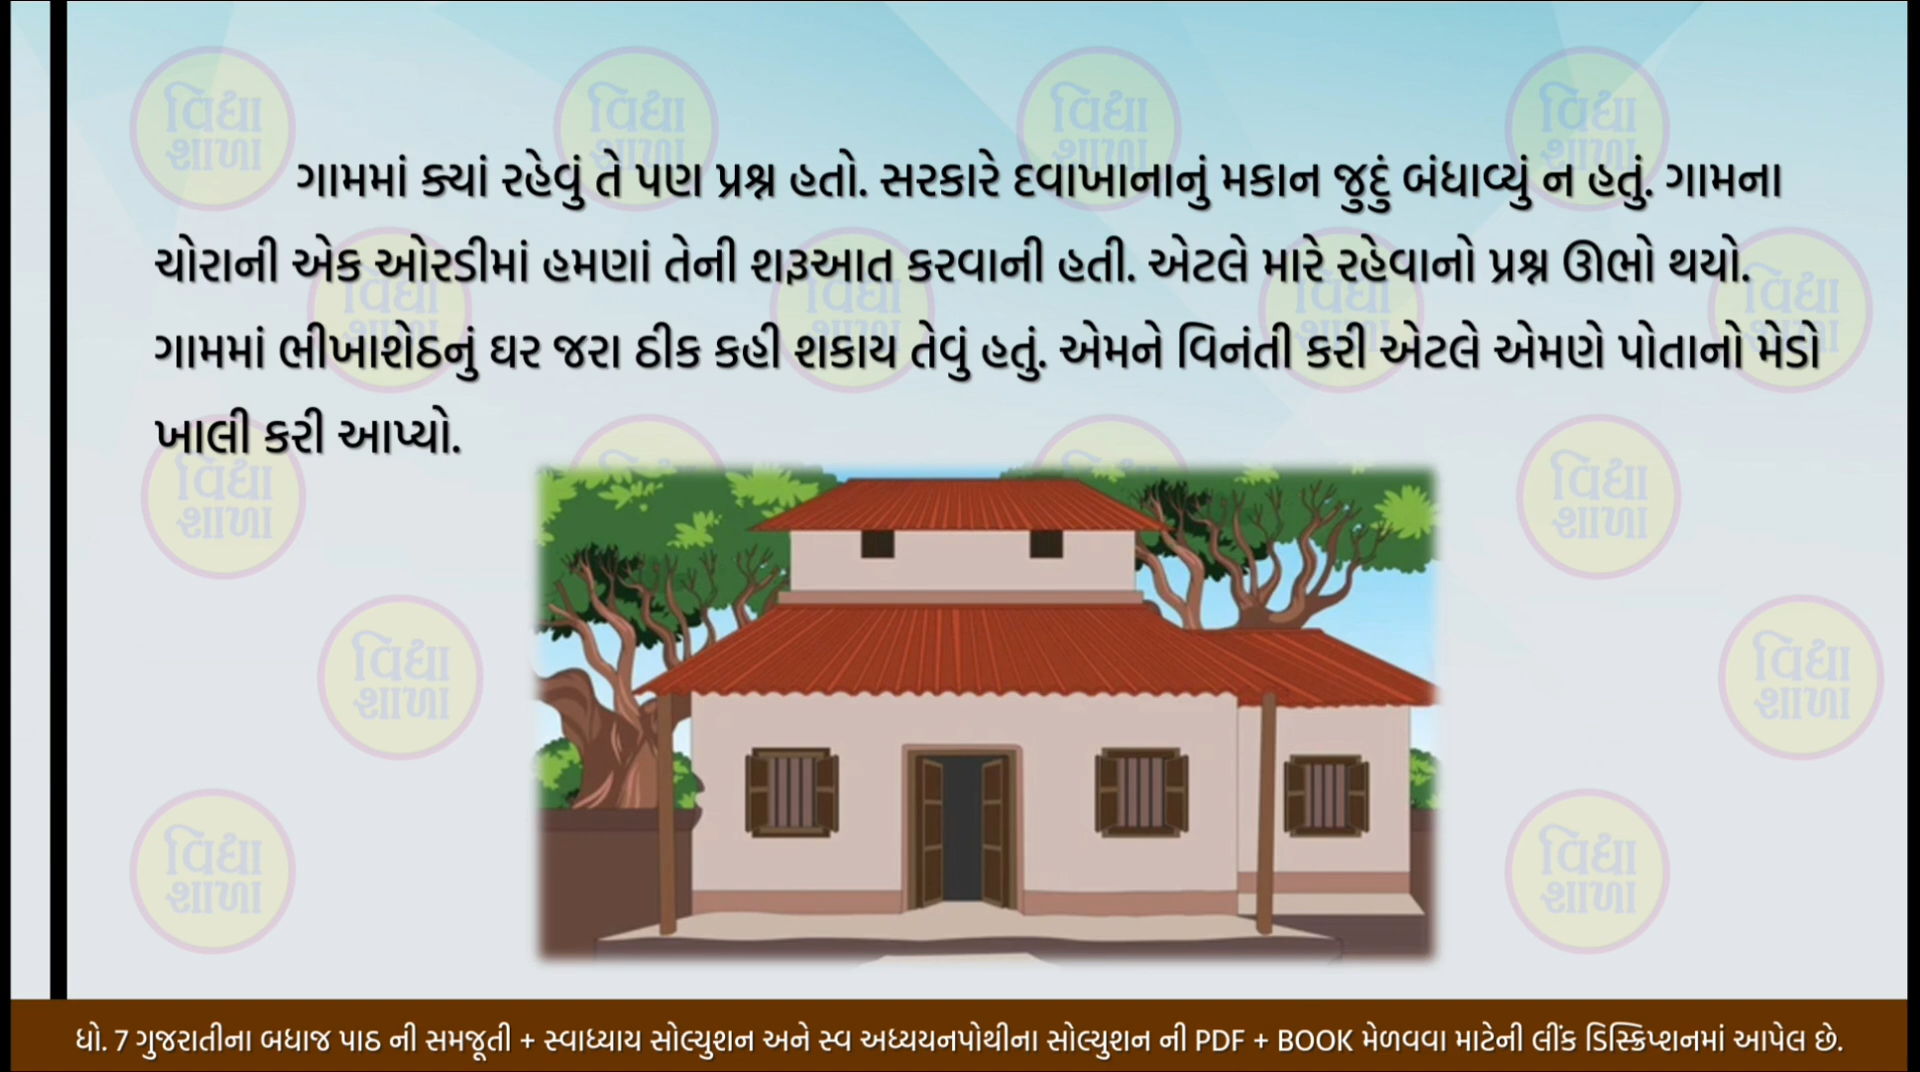 ગામમાં ક્યાં રહેવું તે પણ પ્રશ્ન હતો. સરકારે દવાખાનાનું મકાન જુદું બંધાવ્યું ન હતું. ગામના
ચોરાની એક ઓરડીમાં હમણાં તેની શરૂઆત કરવાની હતી. એટલે મારે રહેવાનો પ્રશ્ન ઊભો થયો.
ગામમાં ભીખાશેઠનું ઘર જરા ઠીક કહી શકાય તેવું હતું. એમને વિનંતી કરી એટલે એમણે પોતાનો મેડો
ખાલી કરી આપ્યો.
વિદ્યા
શાળા
ધો. 7 ગુજરાતીના બધાજ પાઠ ની સમજૂતી + સ્વાધ્યાય સોલ્યુશન અને સ્વ અધ્યયનપોથીના સોલ્યુશન ની PDF + BOOK મેળવવા માટેની લીંક ડિસ્ક્રિપ્શનમાં આપેલ છે.